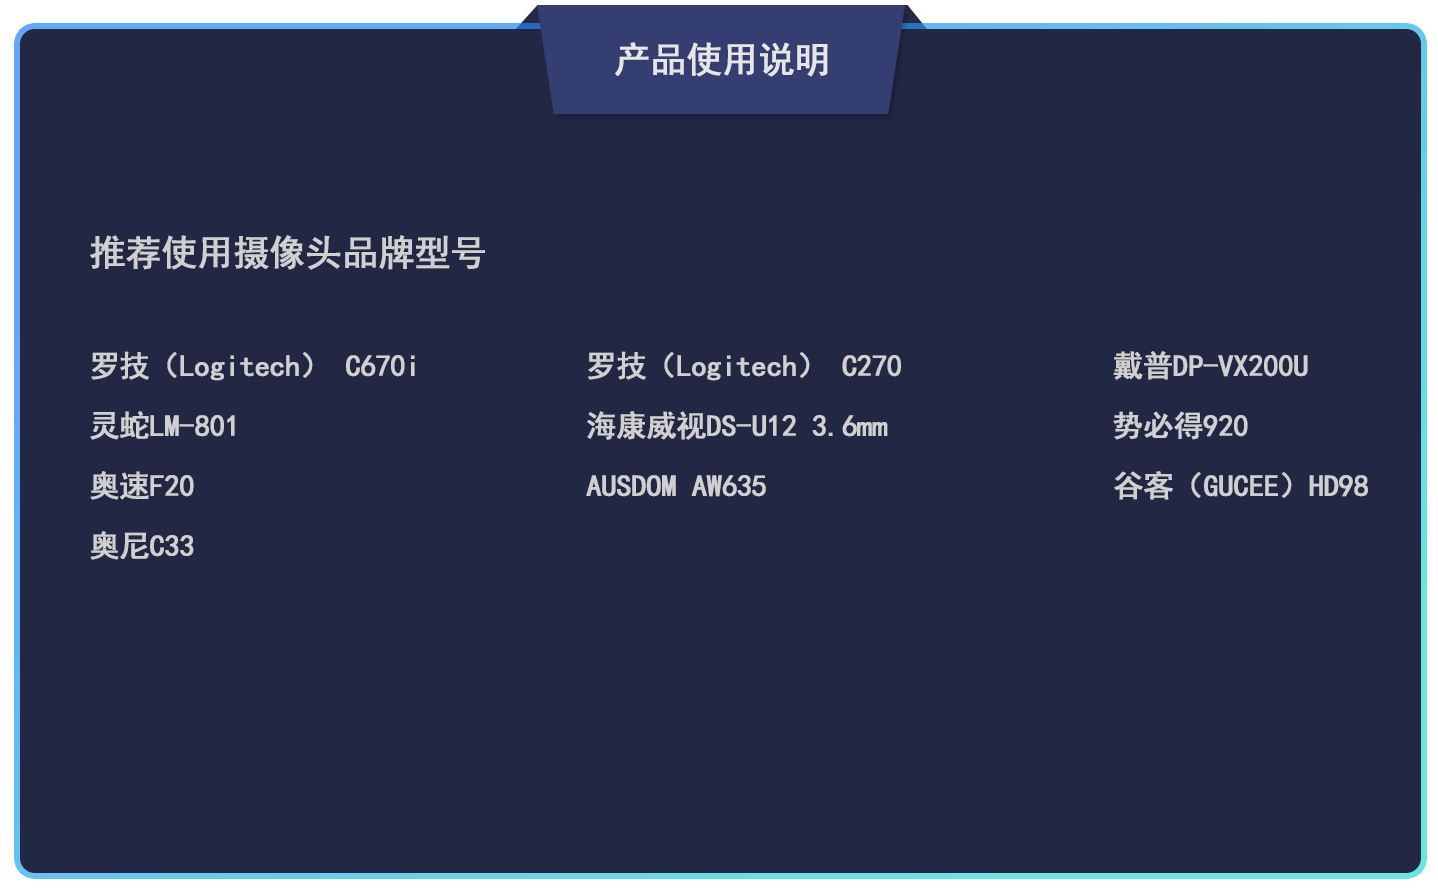 产品使用说明
推荐使用摄像头品牌型号
罗技（Logitech） C670i 罗技（Logitech） C270 戴普DP-VX200U
灵蛇LM-801 海康威视DS-U12 3.6mm 势必得920
奥速F20 AUSDOM AW635 谷客（GUCEE）HD98
奥尼C33